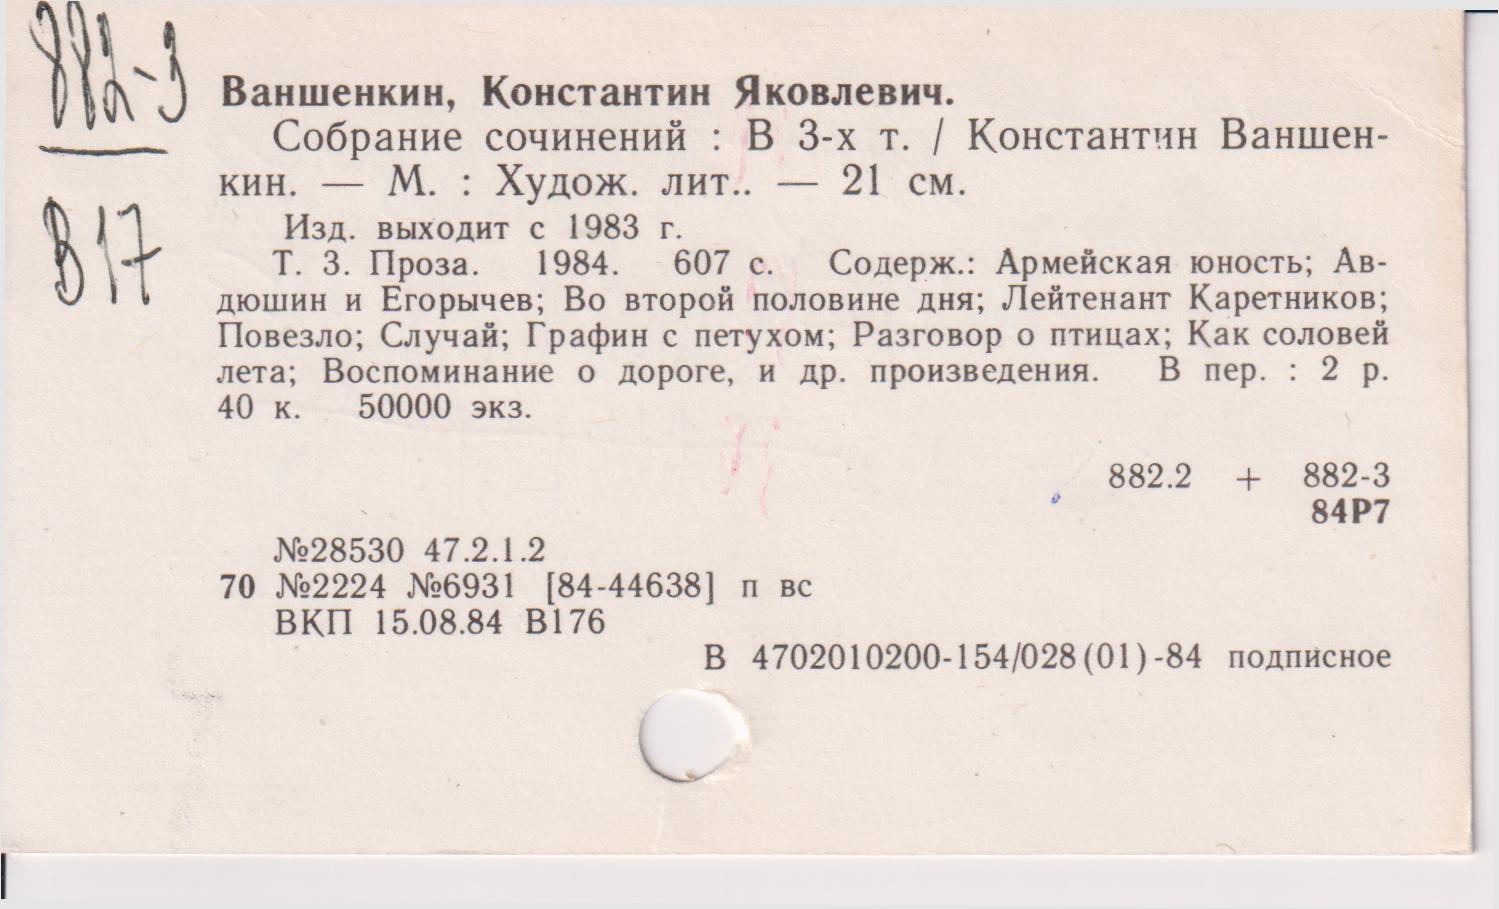 882-3
В17
Ваншенкин, Константин Яковлевич.
Собрание сочинений : В 3-х т. / Константин Ваншен-
кин. — М. : Худож. лит.. — 21 см.
Изд. выходит с 1983 г.
Т. 3. Проза. 1984. 607 с. Содерж.: Армейская юность; Ав-
дюшин и Егорычев; Во второй половине дня; Лейтенант Каретников;
Повезло; Случай; Графин с петухом; Разговор о птицах; Как соловей
лета; Воспоминание о дороге, и др. произведения. В пер. : 2 р.
40 к. 50000 экз.
882.2 + 882-3
84Р7
№28530 47.2.1.2
70 №2224 №6931 [84-44638] п вс
ВКП 15.08.84 В176
В 4702010200-154/028(01)-84 подписное